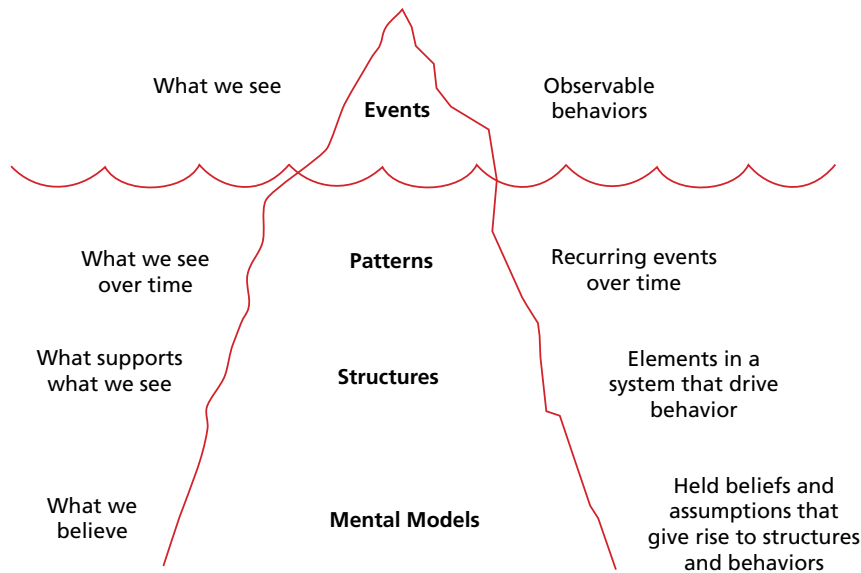 What we see
Events
Observable
behaviors
What we see
over time
Patterns
Recurring events
over time
What supports
what we see
Structures
Elements in a
system that drive
behavior
What we
believe
Mental Models
Held beliefs and
assumptions that
give rise to structures
and behaviors